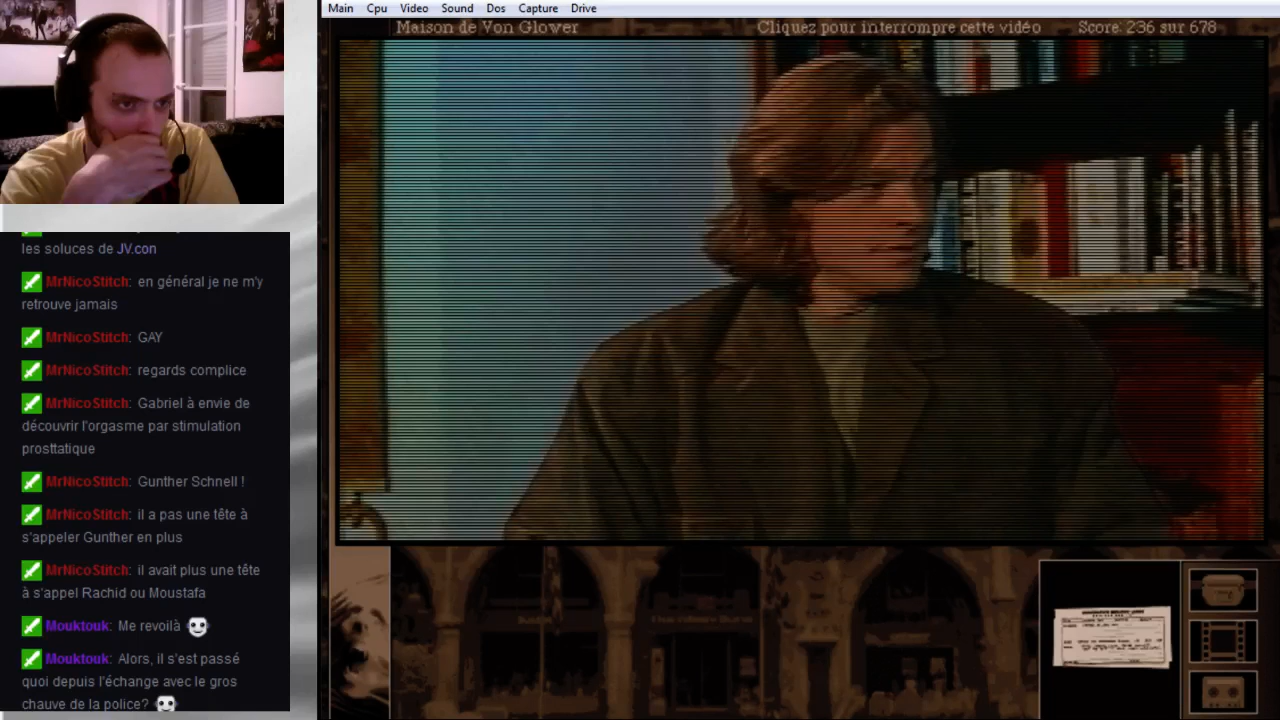 Main Cpu Video Sound Dos Capture Drive
Maison de Von Glower Cliquez pour interrompre cette vidéo Score: 236 sur 678
les soluces de JV.con
MrNicoStitch: en général je ne m'y
retrouve jamais
MrNicoStitch: GAY
MrNicoStitch: regards complice
MrNicoStitch: Gabriel à envie de
découvrir l'orgasme par stimulation
prosttatique
MrNicoStitch: Gunther Schnell !
MrNicoStitch: il a pas une tête à
s'appeler Gunther en plus
MrNicoStitch: il avait plus une tête
à s'appel Rachid ou Moustafa
Mouktouk: Me revoilà
Mouktouk: Alors, il s'est passé
quoi depuis l'échange avec le gros
chauve de la police?